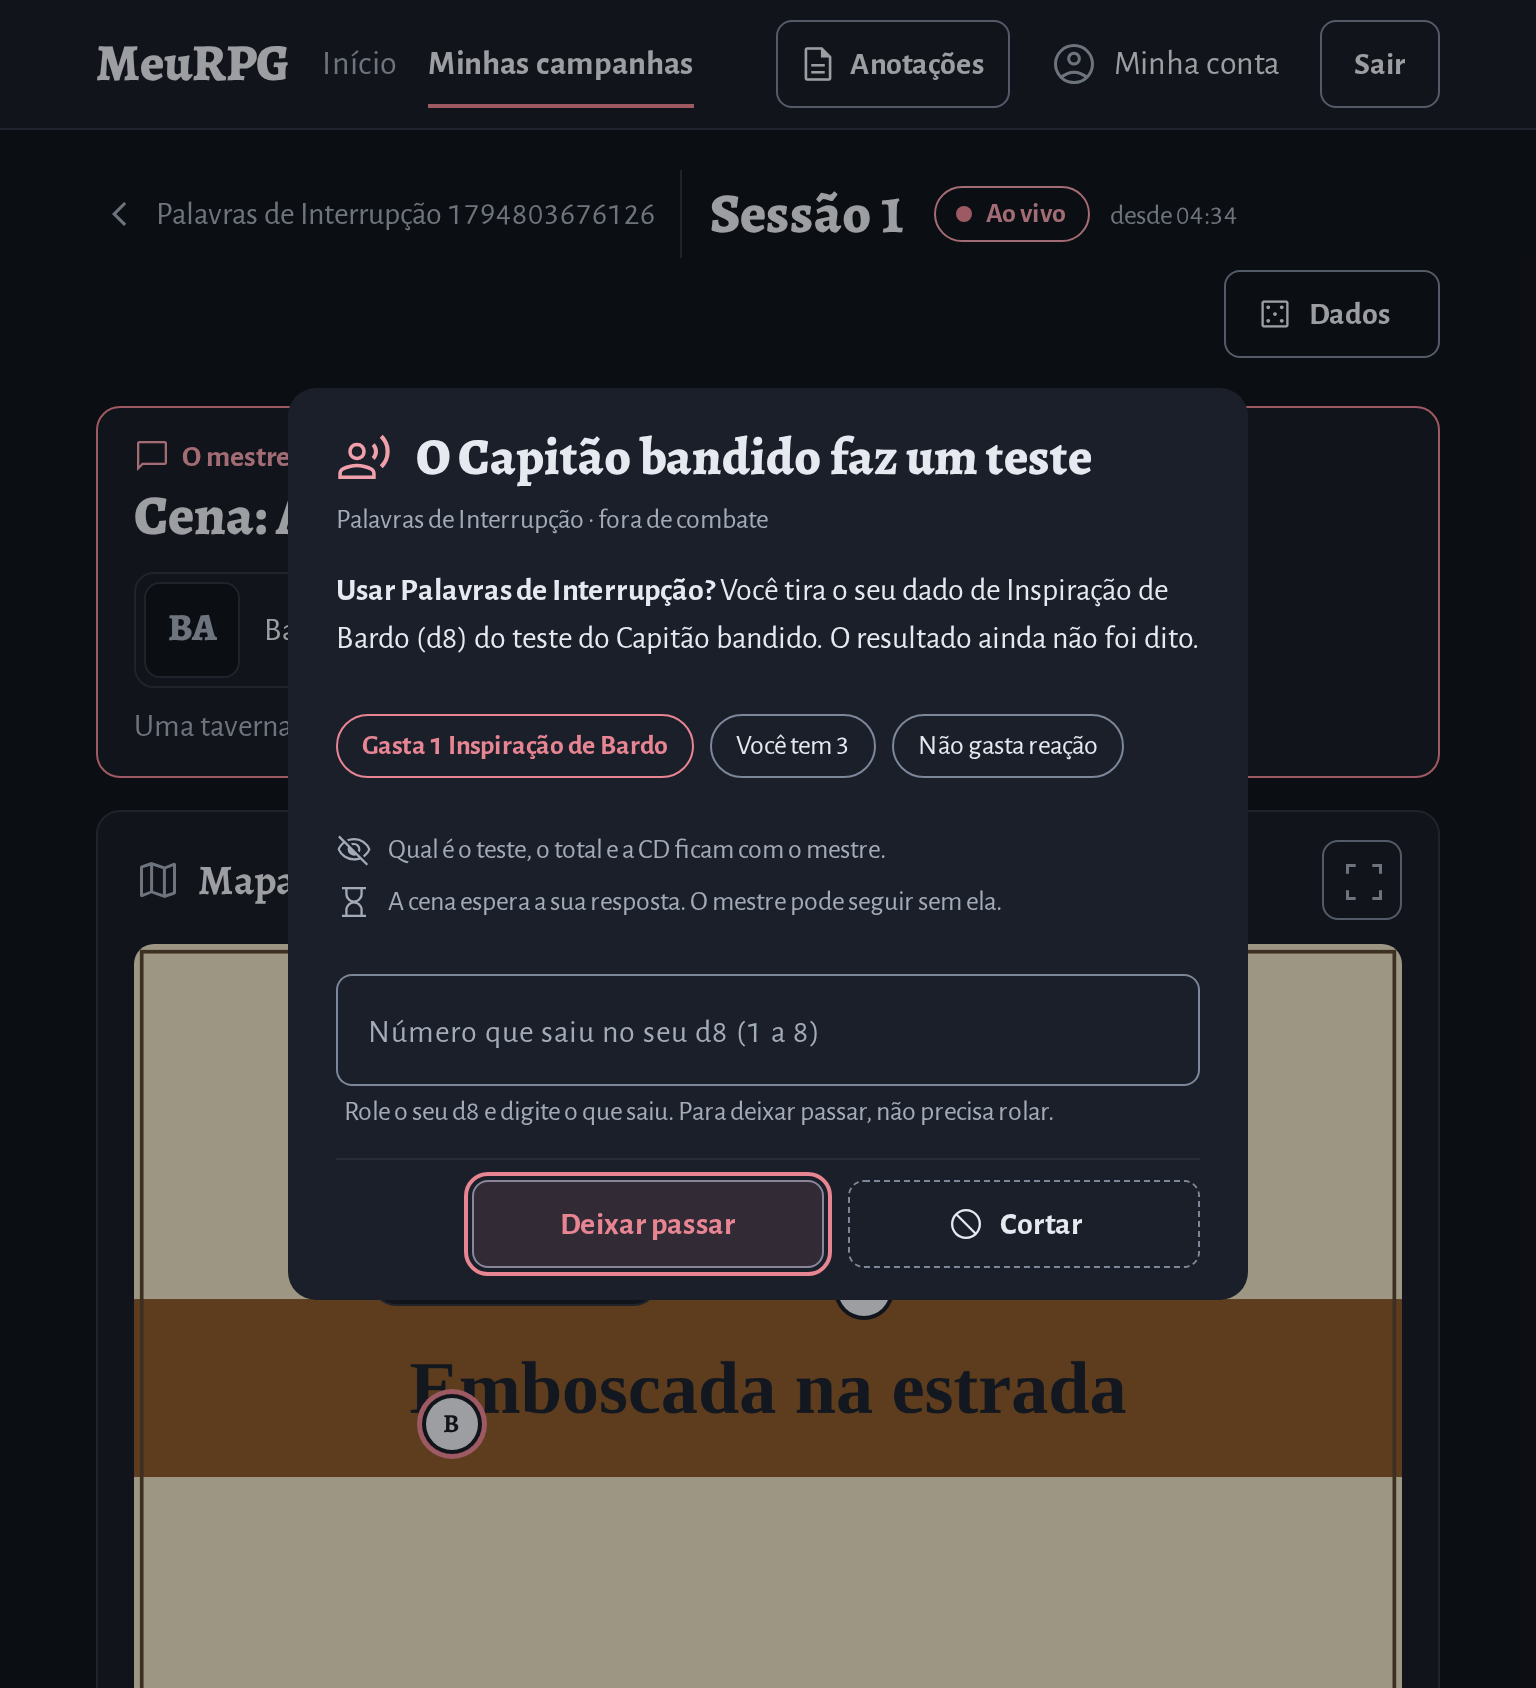 MeuRPG
Início
Minhas campanhas
Anotações
Minha conta
Sair
Palavras de Interrupção 1794803676126
Sessão 1
Ao vivo
desde 04:34
Dados
O mestre
Cena:
BA
Uma taverna
Mapa
O Capitão bandido faz um teste
Palavras de Interrupção · fora de combate
Usar Palavras de Interrupção? Você tira o seu dado de Inspiração de
Bardo (d8) do teste do Capitão bandido. O resultado ainda não foi dito.
Gasta 1 Inspiração de Bardo
Você tem 3
Não gasta reação
Qual é o teste, o total e a CD ficam com o mestre.
A cena espera a sua resposta. O mestre pode seguir sem ela.
Número que saiu no seu d8 (1 a 8)
Role o seu d8 e digite o que saiu. Para deixar passar, não precisa rolar.
Deixar passar
Cortar
Emboscada na estrada
B